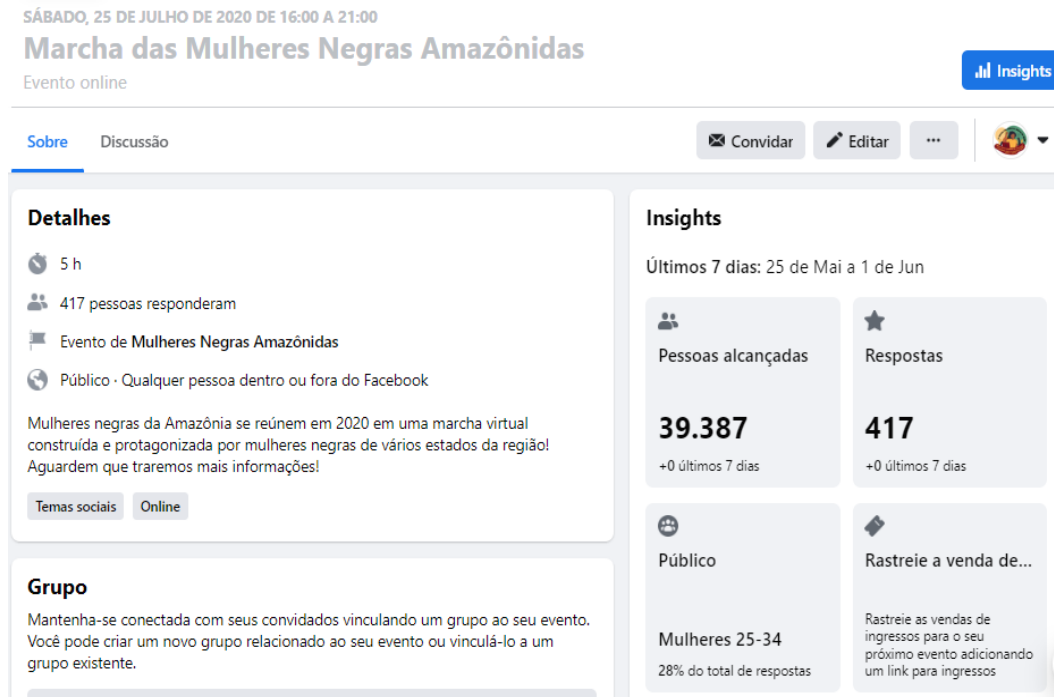 SÁBADO, 25 DE JULHO DE 2020 DE 16:00 A 21:00
Marcha das Mulheres Negras Amazônidas
Evento online
Insights
Sobre
Discussão
Convidar
Editar
...
Detalhes
5 h
417 pessoas responderam
Evento de Mulheres Negras Amazônidas
Público · Qualquer pessoa dentro ou fora do Facebook
Mulheres negras da Amazônia se reúnem em 2020 em uma marcha virtual
construída e protagonizada por mulheres negras de vários estados da região!
Aguardem que traremos mais informações!
Temas sociais
Online
Grupo
Mantenha-se conectada com seus convidados vinculando um grupo ao seu evento.
Você pode criar um novo grupo relacionado ao seu evento ou vinculá-lo a um
grupo existente.
Insights
Últimos 7 dias: 25 de Mai a 1 de Jun
Pessoas alcançadas
39.387
+0 últimos 7 dias
Respostas
417
+0 últimos 7 dias
Público
Mulheres 25-34
28% do total de respostas
Rastreie a venda de...
Rastreie as vendas de
ingressos para o seu
próximo evento adicionando
um link para ingressos